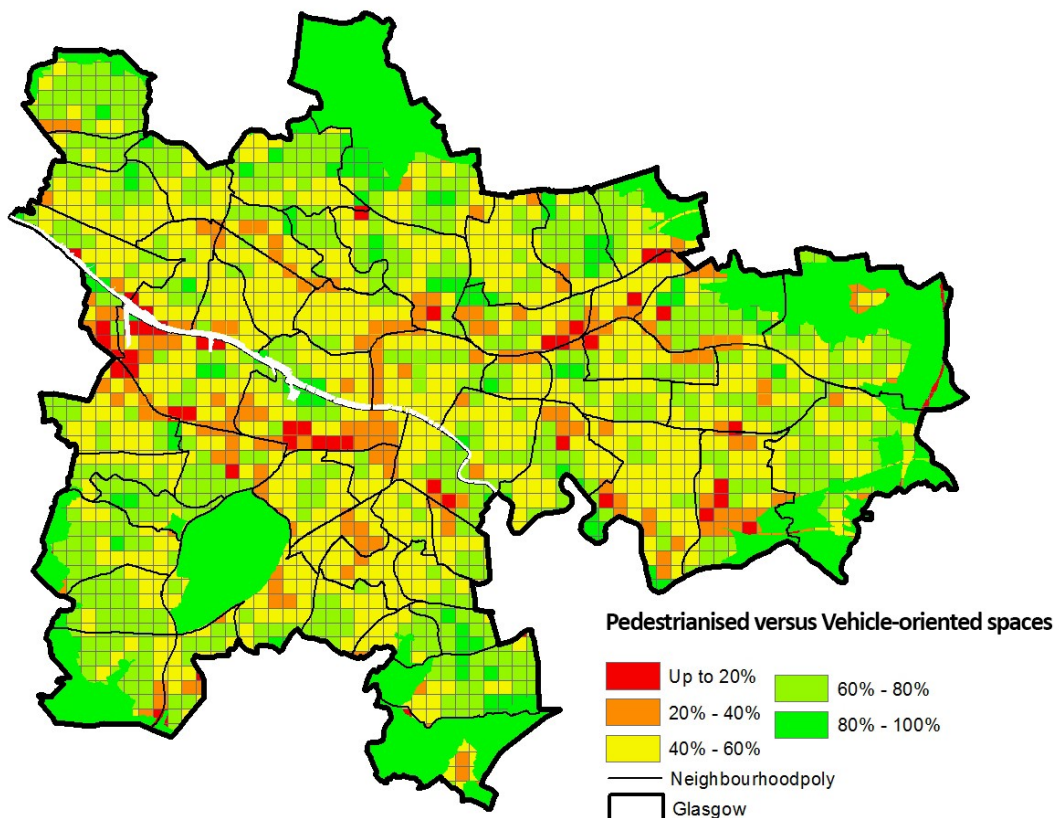 Pedestrianised versus Vehicle-oriented spaces
Up to 20%
20% - 40%
40% - 60%
60% - 80%
80% - 100%
Neighbourhoodpoly
Glasgow